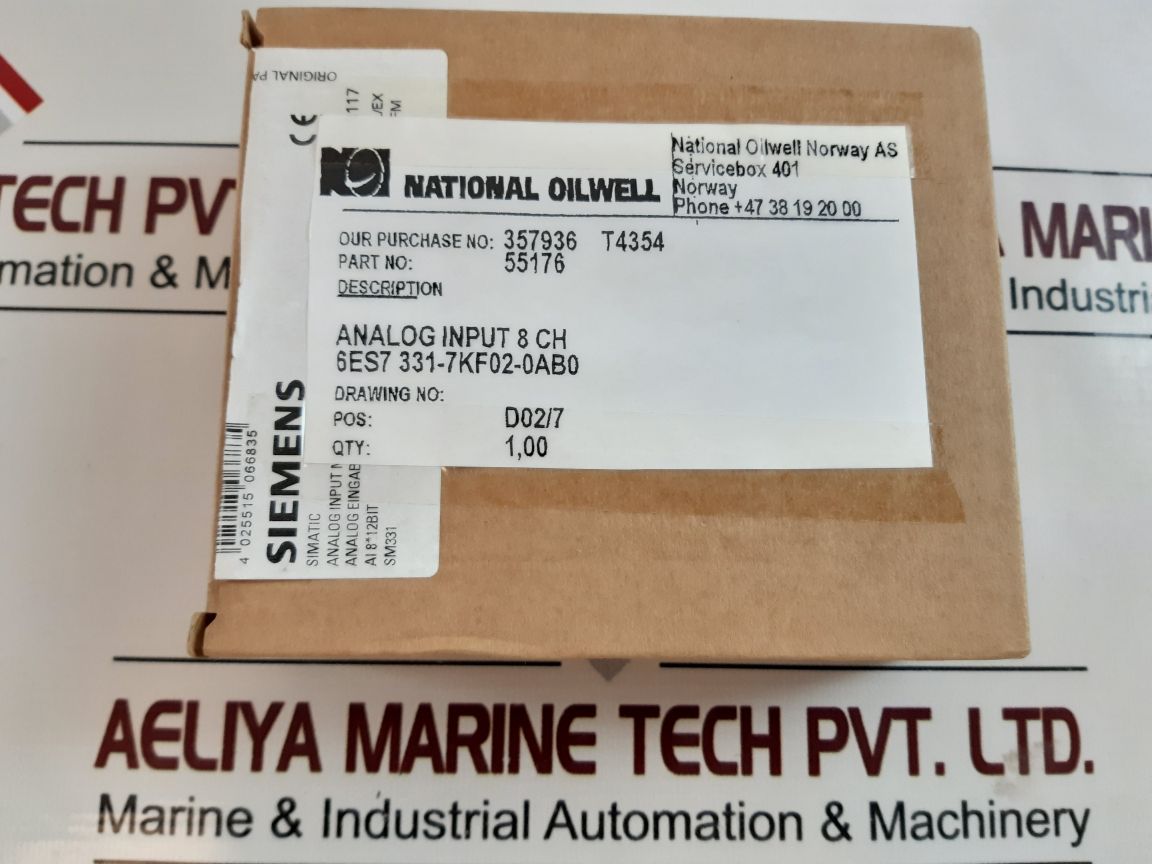 TECH PV
mation & M
MARI
Industri
ORIGINAL PA
CE
117
/EX
FM
NATIONAL OILWELL
National Oilwell Norway AS
Servicebox 401
Norway
Phone +47 38 19 20 00
OUR PURCHASE NO: 357936 T4354
PART NO: 55176
DESCRIPTION
ANALOG INPUT 8 CH
6ES7 331-7KF02-0AB0
DRAWING NO:
POS: D02/7
QTY: 1,00
4 025515 066835
SIEMENS
SIMATIC
ANALOG INPUT M
ANALOG EINGAB
AI 8*12BIT
SM331
AELIYA MARINE TECH PVT. LTD.
Marine & Industrial Automation & Machinery